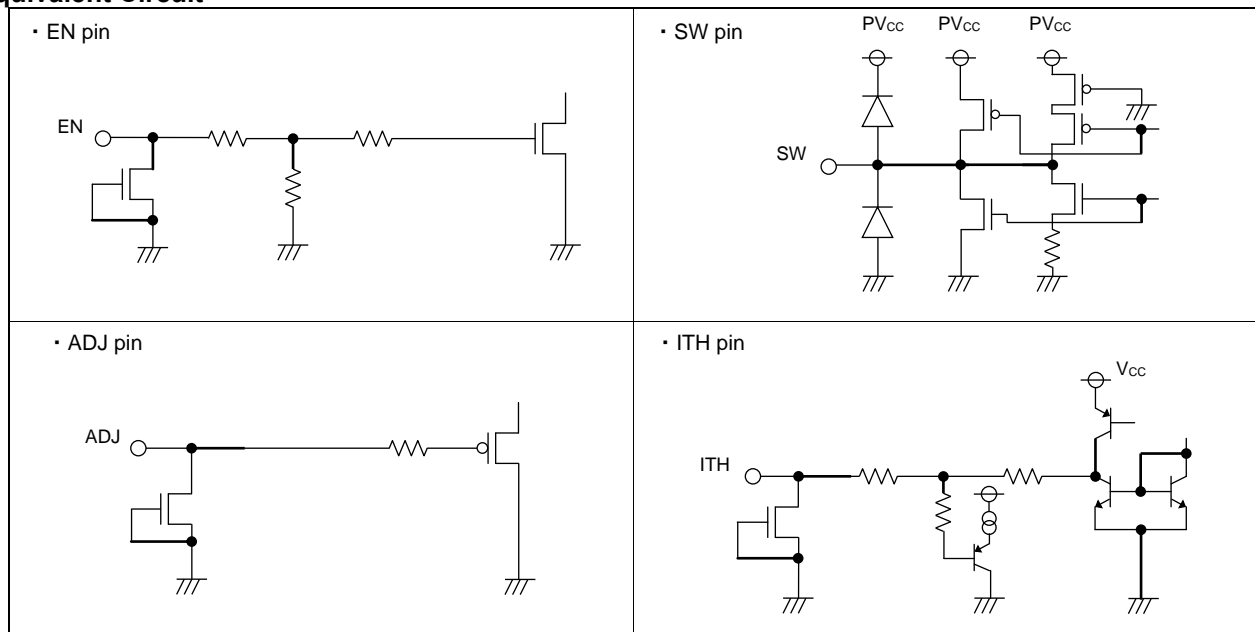 ・ EN pin
EN
・ SW pin
PVCC PVCC PVCC
SW
・ ADJ pin
ADJ
・ ITH pin
VCC
ITH